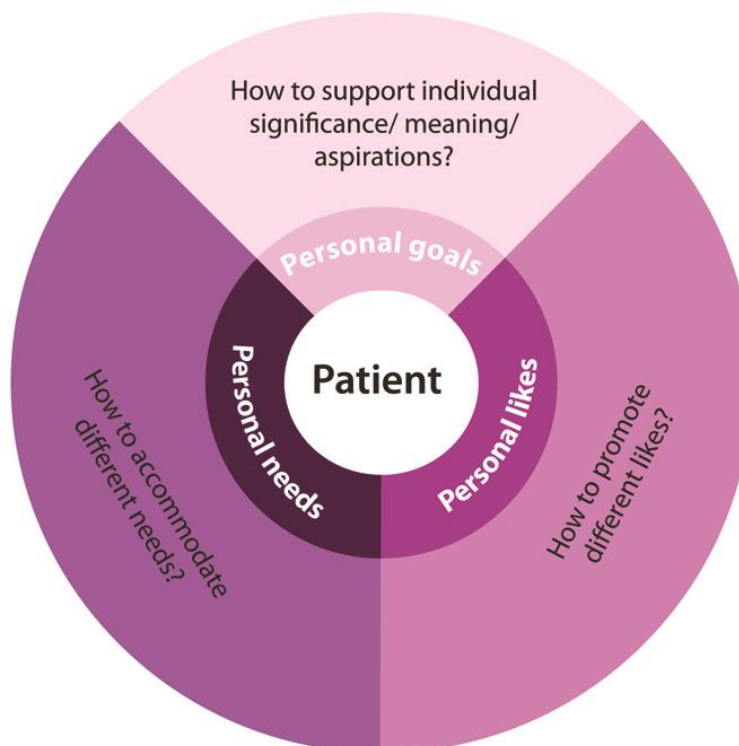 How to support individual
significance/ meaning/
aspirations?
Personal goals
Patient
Personal needs
Personal likes
How to accommodate
different needs?
How to promote
different likes?